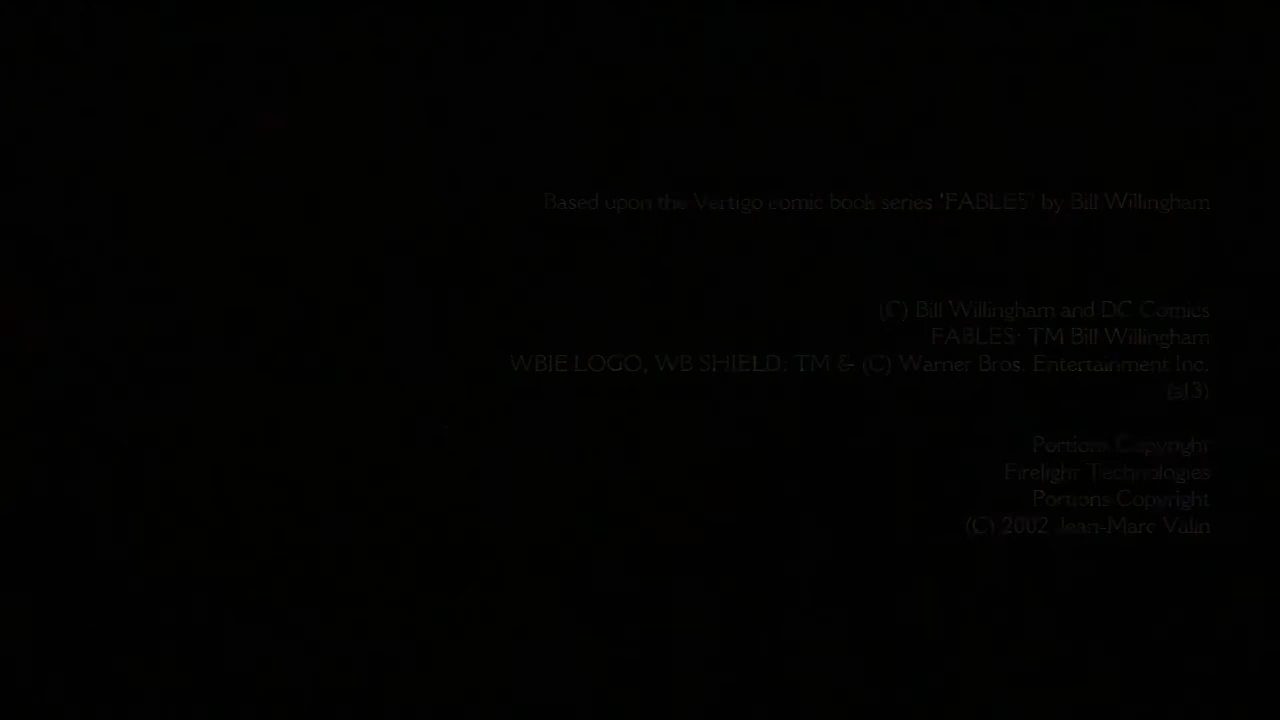 Based upon the Vertigo comic book series 'FABLES' by Bill Willingham
(C) Bill Willingham and DC Comics
FABLES: TM Bill Willingham
WBIE LOGO, WB SHIELD: TM & (C) Warner Bros. Entertainment Inc.
(s13)
Portions Copyright
Firelight Technologies
Portions Copyright
(C) 2002 Jean-Marc Valin